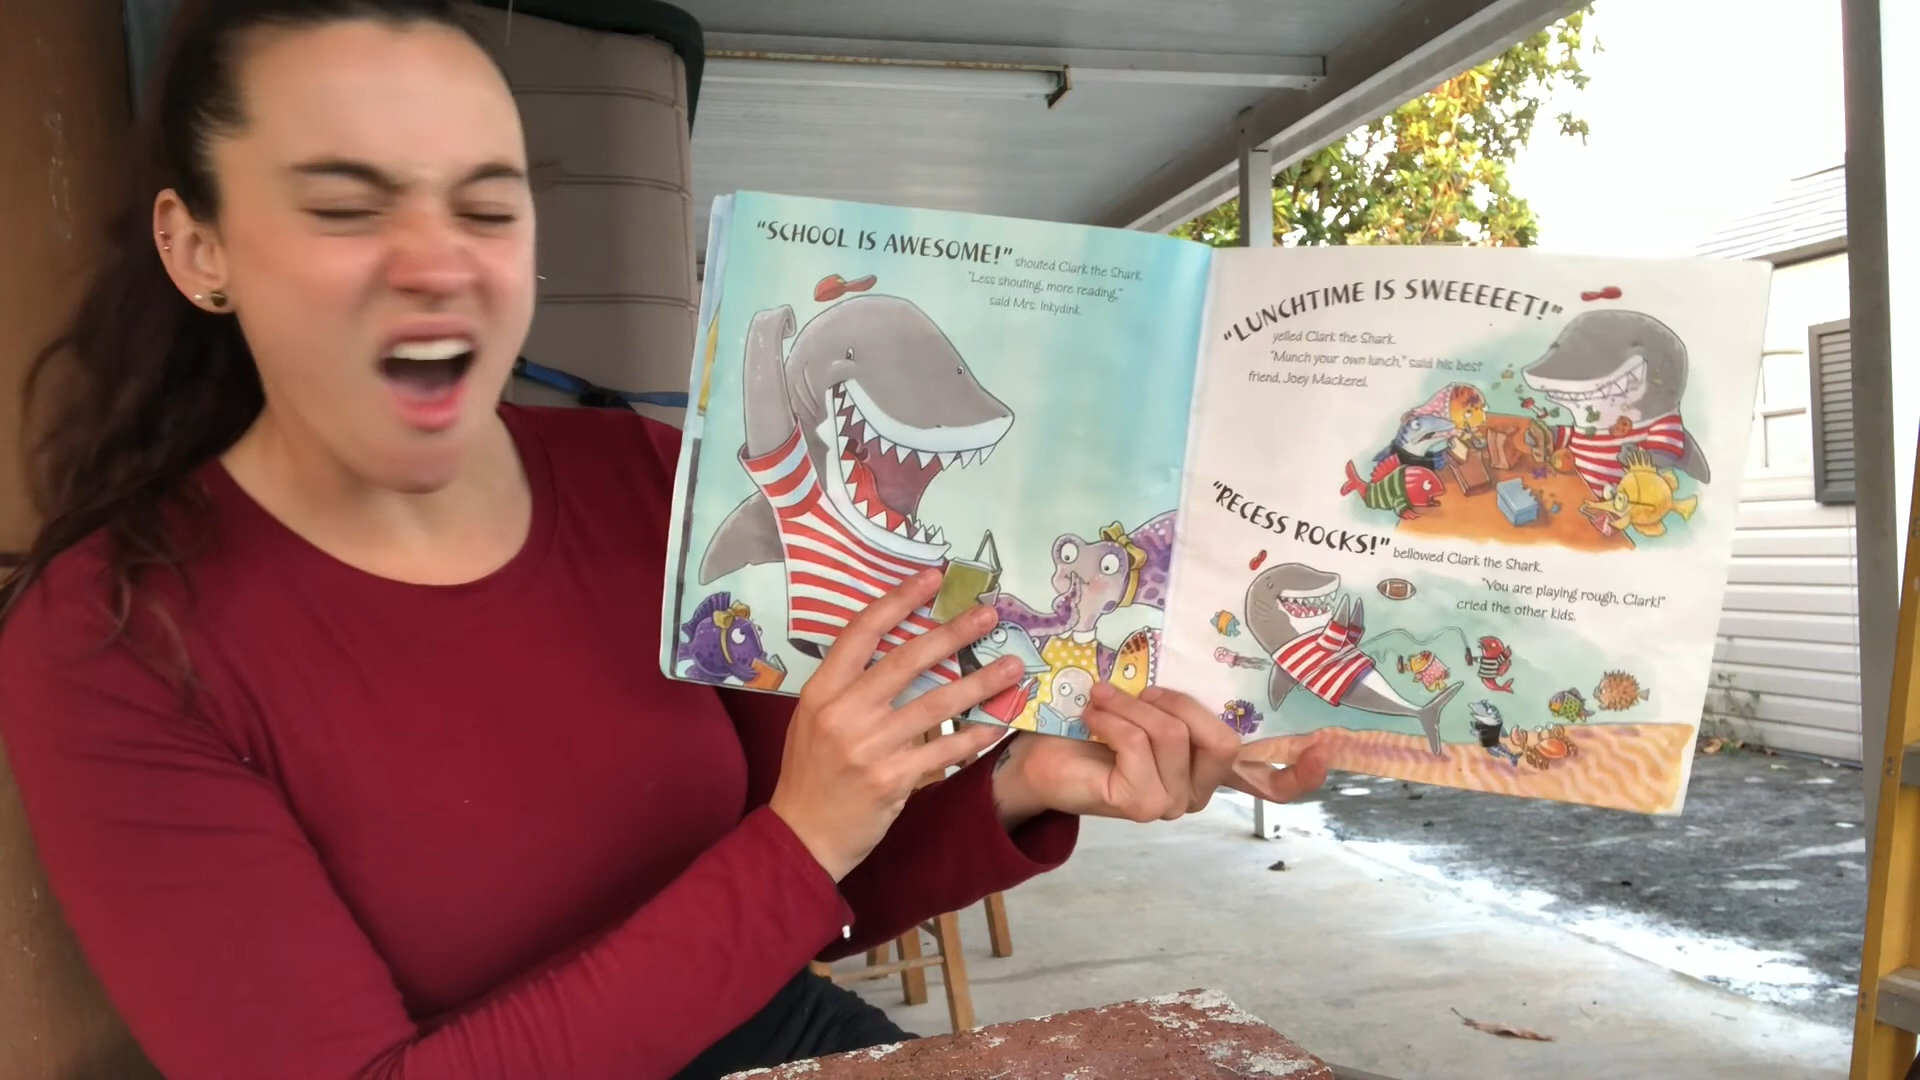 "SCHOOL IS AWESOME!" shouted Clark the Shark.
"Less shouting, more reading,"
said Mrs. Inkydink.
"LUNCHTIME IS SWEEEEET!"
yelled Clark the Shark.
"Munch your own lunch," said his best
friend, Joey Mackerel.
"RECESS ROCKS!" bellowed Clark the Shark.
"You are playing rough, Clark!"
cried the other kids.